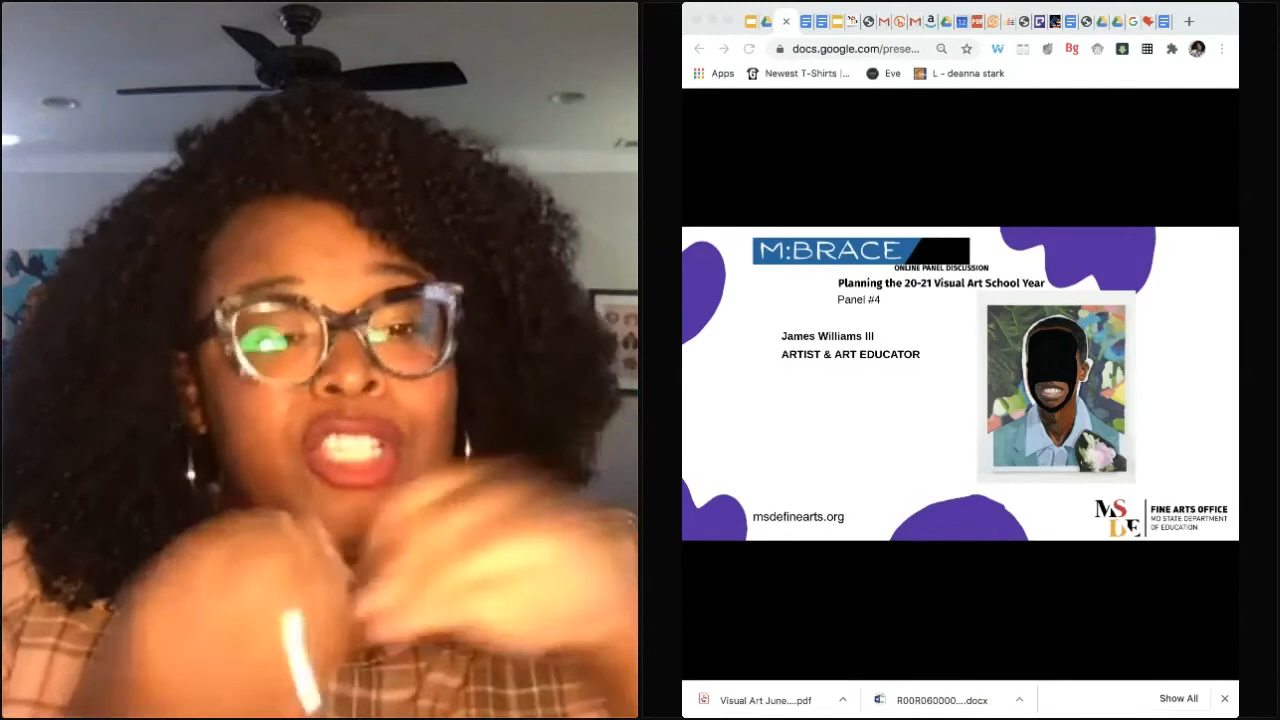 docs.google.com/prese...
Apps
Newest T-Shirts |...
Eve
L - deanna stark
M:BRACE
ONLINE PANEL DISCUSSION
Planning the 20-21 Visual Art School Year
Panel #4
James Williams III
ARTIST & ART EDUCATOR
msdefinearts.org
MSDE
FINE ARTS OFFICE
MD STATE DEPARTMENT
OF EDUCATION
Visual Art June....pdf
R00R060000....docx
Show All